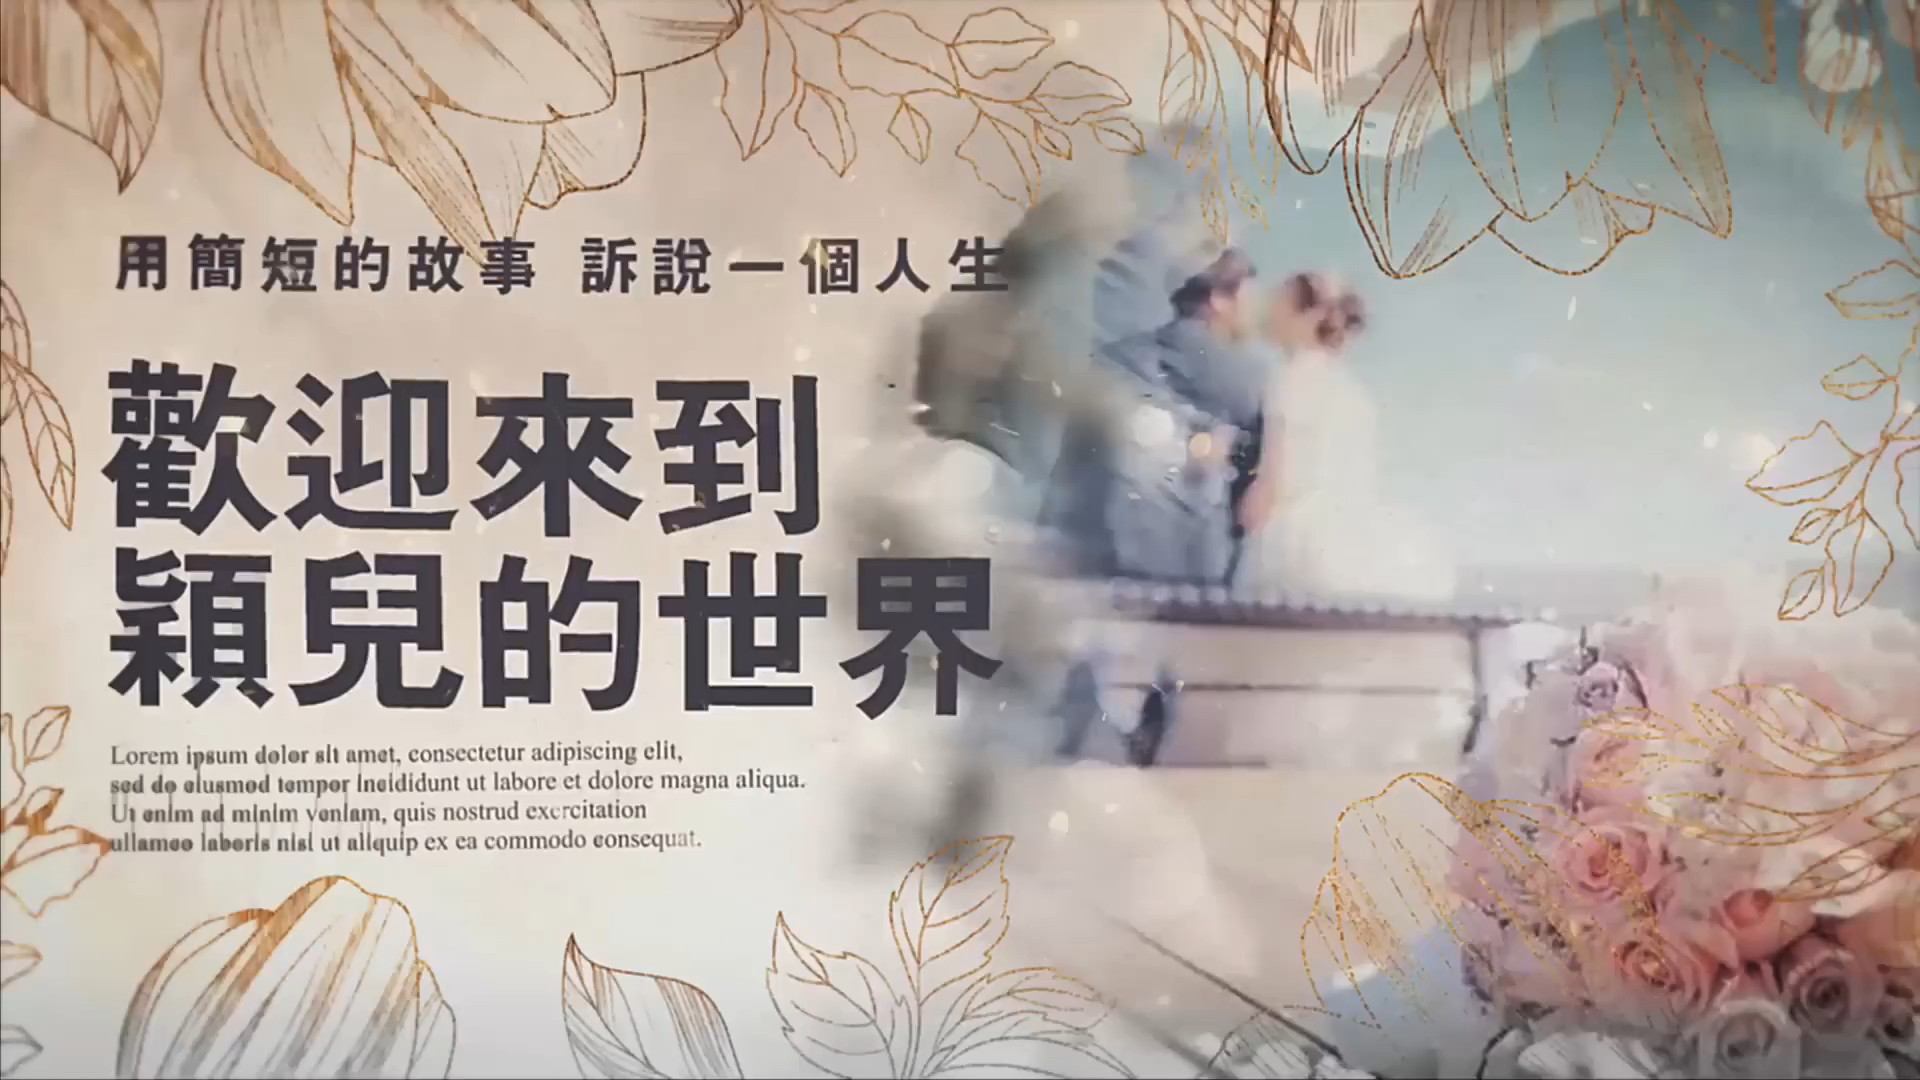 用簡短的故事 訴說一個人生
歡迎來到
穎兒的世界
Lorem ipsum dolor sit amet, consectetur adipiscing elit,
sed do eiusmod tempor incididunt ut labore et dolore magna aliqua.
Ut enim ad minim veniam, quis nostrud exercitation
ullamco laboris nisi ut aliquip ex ea commodo consequat.